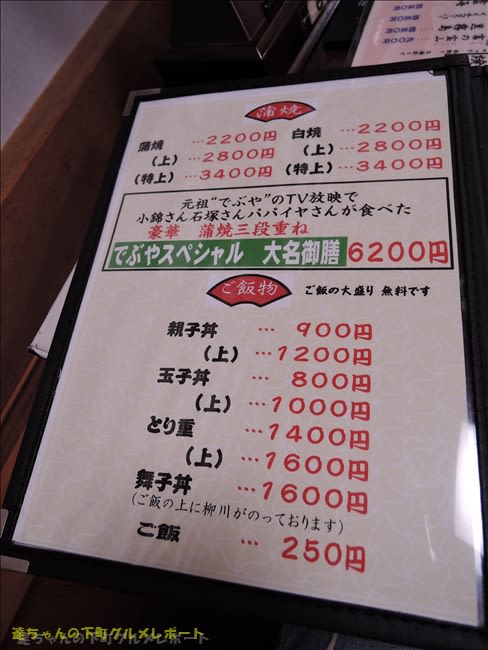 蒲焼
蒲焼 …2200円 白焼 …2200円
(上) …2800円 (上) …2800円
(特上) …3400円 (特上) …3400円
元祖“でぶや”のTV放映で
小錦さん石塚さんパパイヤさんが食べた
豪華 蒲焼三段重ね
でぶやスペシャル 大名御膳 6200円
ご飯物 ご飯の大盛り 無料です
親子丼 … 900円
(上) …1200円
玉子丼 … 800円
(上) …1000円
とり重 …1400円
(上) …1600円
舞子丼 …1600円
(ご飯の上に柳川がのっております)
ご飯 … 250円
達ちゃんの下町グルメレポート